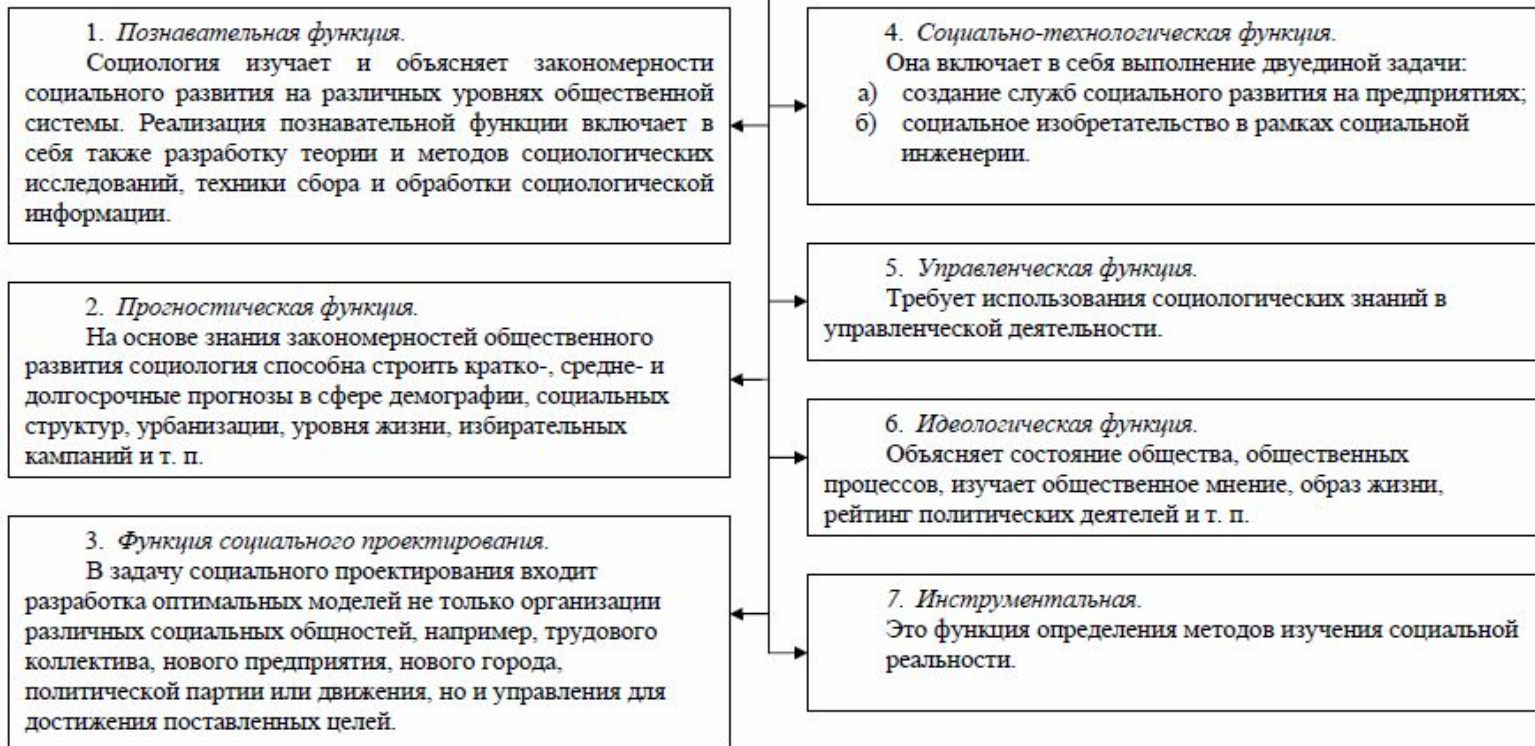 1. Познавательная функция.
Социология изучает и объясняет закономерности
социального развития на различных уровнях общественной
системы. Реализация познавательной функции включает в
себя также разработку теории и методов социологических
исследований, техники сбора и обработки социологической
информации.
2. Прогностическая функция.
На основе знания закономерностей общественного
развития социология способна строить кратко-, средне- и
долгосрочные прогнозы в сфере демографии, социальных
структур, урбанизации, уровня жизни, избирательных
кампаний и т. п.
3. Функция социального проектирования.
В задачу социального проектирования входит
разработка оптимальных моделей не только организации
различных социальных общностей, например, трудового
коллектива, нового предприятия, нового города,
политической партии или движения, но и управления для
достижения поставленных целей.
4. Социально-технологическая функция.
Она включает в себя выполнение двуединой задачи:
а) создание служб социального развития на предприятиях;
б) социальное изобретательство в рамках социальной
инженерии.
5. Управленческая функция.
Требует использования социологических знаний в
управленческой деятельности.
6. Идеологическая функция.
Объясняет состояние общества, общественных
процессов, изучает общественное мнение, образ жизни,
рейтинг политических деятелей и т. п.
7. Инструментальная.
Это функция определения методов изучения социальной
реальности.